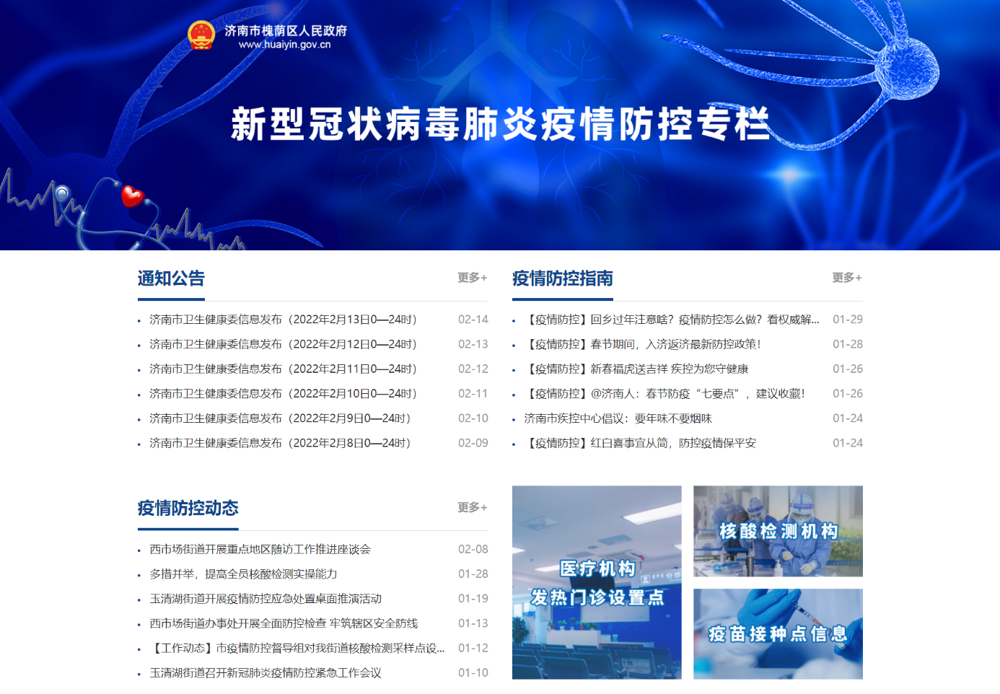 济南市槐荫区人民政府
www.huaiyin.gov.cn
新型冠状病毒肺炎疫情防控专栏
通知公告 更多+
济南市卫生健康委信息发布（2022年2月13日0—24时） 02-14
济南市卫生健康委信息发布（2022年2月12日0—24时） 02-13
济南市卫生健康委信息发布（2022年2月11日0—24时） 02-12
济南市卫生健康委信息发布（2022年2月10日0—24时） 02-11
济南市卫生健康委信息发布（2022年2月9日0—24时） 02-10
济南市卫生健康委信息发布（2022年2月8日0—24时） 02-09
疫情防控指南 更多+
【疫情防控】回乡过年注意啥？疫情防控怎么做？看权威解... 01-29
【疫情防控】春节期间，入济返济最新防控政策！ 01-28
【疫情防控】新春福虎送吉祥 疾控为您守健康 01-26
【疫情防控】@济南人：春节防疫“七要点”，建议收藏！ 01-26
济南市疾控中心倡议：要年味不要烟味 01-24
【疫情防控】红白喜事宜从简，防控疫情保平安 01-24
疫情防控动态 更多+
西市场街道开展重点地区随访工作推进座谈会 02-08
多措并举，提高全员核酸检测实操能力 01-28
玉清湖街道开展疫情防控应急处置桌面推演活动 01-19
西市场街道办事处开展全面防控检查 牢筑辖区安全防线 01-13
【工作动态】市疫情防控督导组对我街道核酸检测采样点设... 01-12
玉清湖街道召开新冠肺炎疫情防控紧急工作会议 01-10
医疗机构
发热门诊设置点
核酸检测机构
疫苗接种点信息